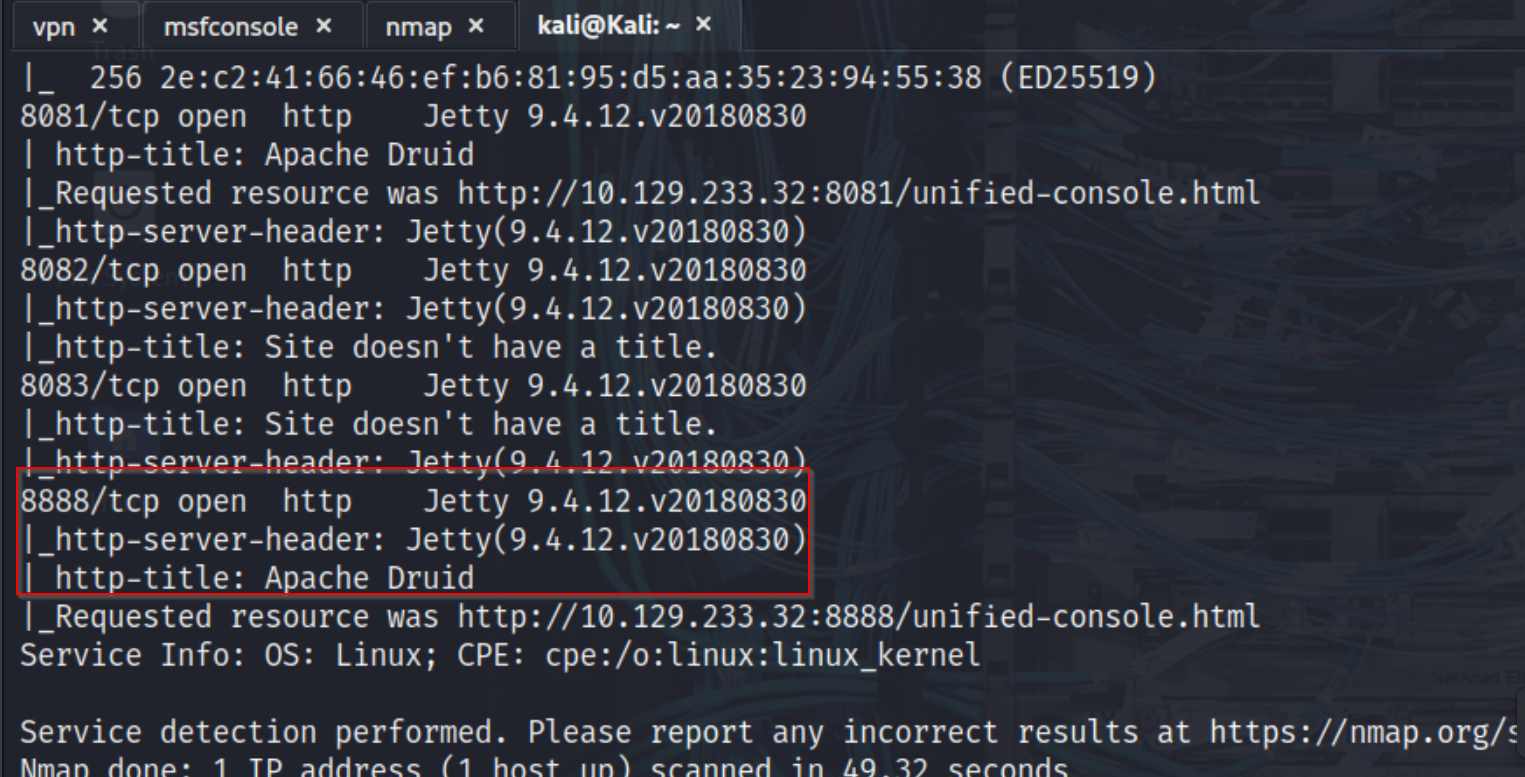 vpn × msfconsole × nmap × kali@Kali: ~ ×
Trash
|_  256 2e:c2:41:66:46:ef:b6:81:95:d5:aa:35:23:94:55:38 (ED25519)
8081/tcp open  http    Jetty 9.4.12.v20180830
| http-title: Apache Druid
|_Requested resource was http://10.129.233.32:8081/unified-console.html
|_http-server-header: Jetty(9.4.12.v20180830)
8082/tcp open  http    Jetty 9.4.12.v20180830
|_http-server-header: Jetty(9.4.12.v20180830)
|_http-title: Site doesn't have a title.
8083/tcp open  http    Jetty 9.4.12.v20180830
|_http-title: Site doesn't have a title.
|_http-server-header: Jetty(9.4.12.v20180830)
8888/tcp open  http    Jetty 9.4.12.v20180830
|_http-server-header: Jetty(9.4.12.v20180830)
| http-title: Apache Druid
|_Requested resource was http://10.129.233.32:8888/unified-console.html
Service Info: OS: Linux; CPE: cpe:/o:linux:linux_kernel
Service detection performed. Please report any incorrect results at https://nmap.org/s
Nmap done: 1 IP address (1 host up) scanned in 49.32 seconds